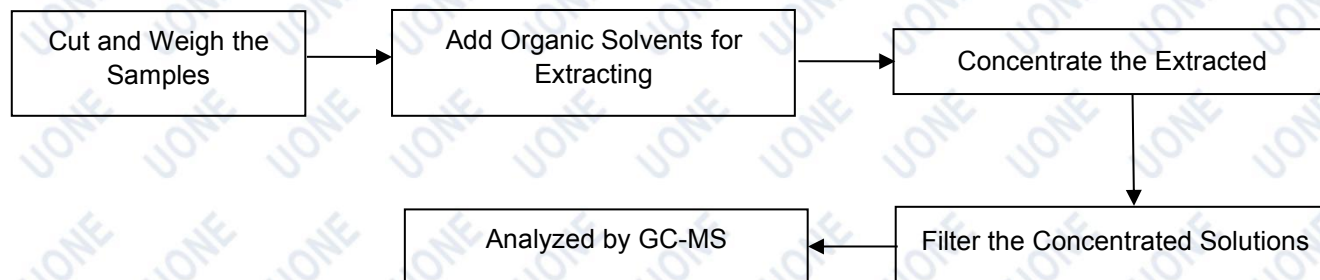 Cut and Weigh the
Samples
Add Organic Solvents for
Extracting
Concentrate the Extracted
Filter the Concentrated Solutions
Analyzed by GC-MS
UONE